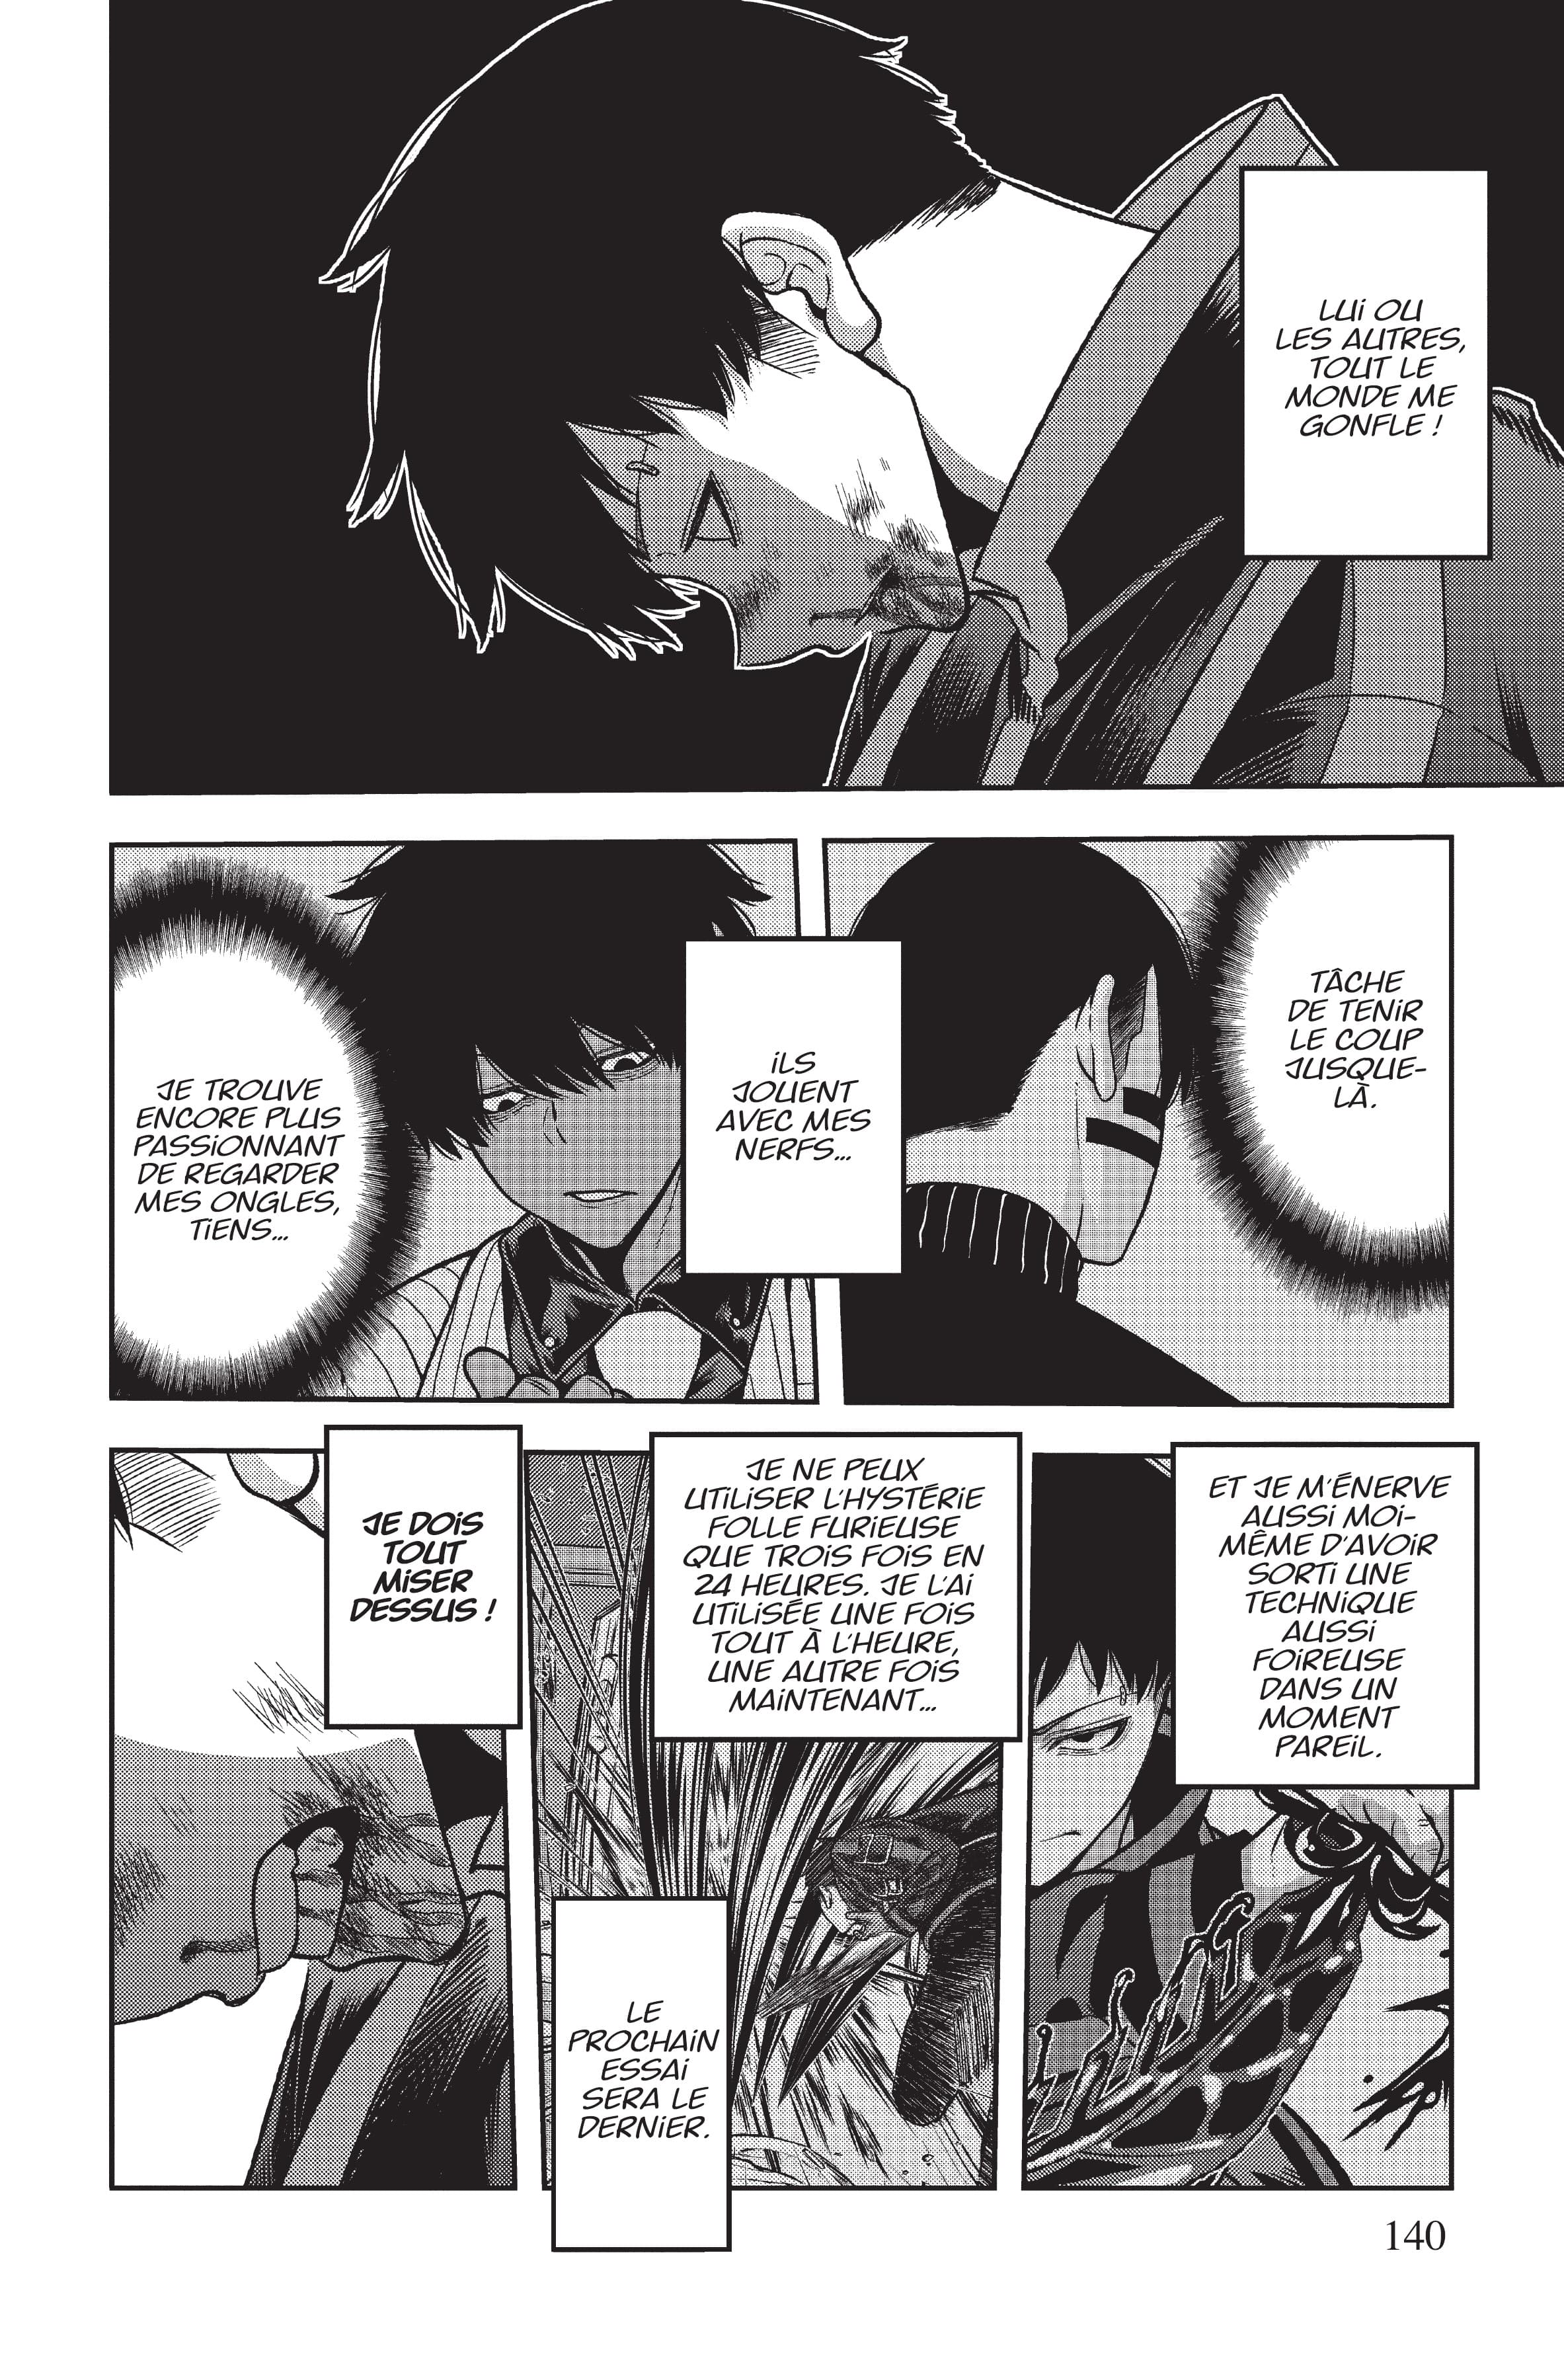 LUI OU
LES AUTRES,
TOUT LE
MONDE ME
GONFLE !
TÂCHE
DE TENIR
LE COUP
JUSQUE-
LÀ.
ILS
JOUENT
AVEC MES
NERFS...
JE TROUVE
ENCORE PLUS
PASSIONNANT
DE REGARDER
MES ONGLES,
TIENS...
ET JE M'ÉNERVE
AUSSI MOI-
MÊME D'AVOIR
SORTI UNE
TECHNIQUE
AUSSI
FOIREUSE
DANS UN
MOMENT
PAREIL.
JE NE PEUX
UTILISER L'HYSTÉRIE
FOLLE FURIEUSE
QUE TROIS FOIS EN
24 HEURES. JE L'AI
UTILISÉE UNE FOIS
TOUT À L'HEURE,
UNE AUTRE FOIS
MAINTENANT...
LE
PROCHAIN
ESSAI
SERA LE
DERNIER.
JE DOIS
TOUT
MISER
DESSUS !
140